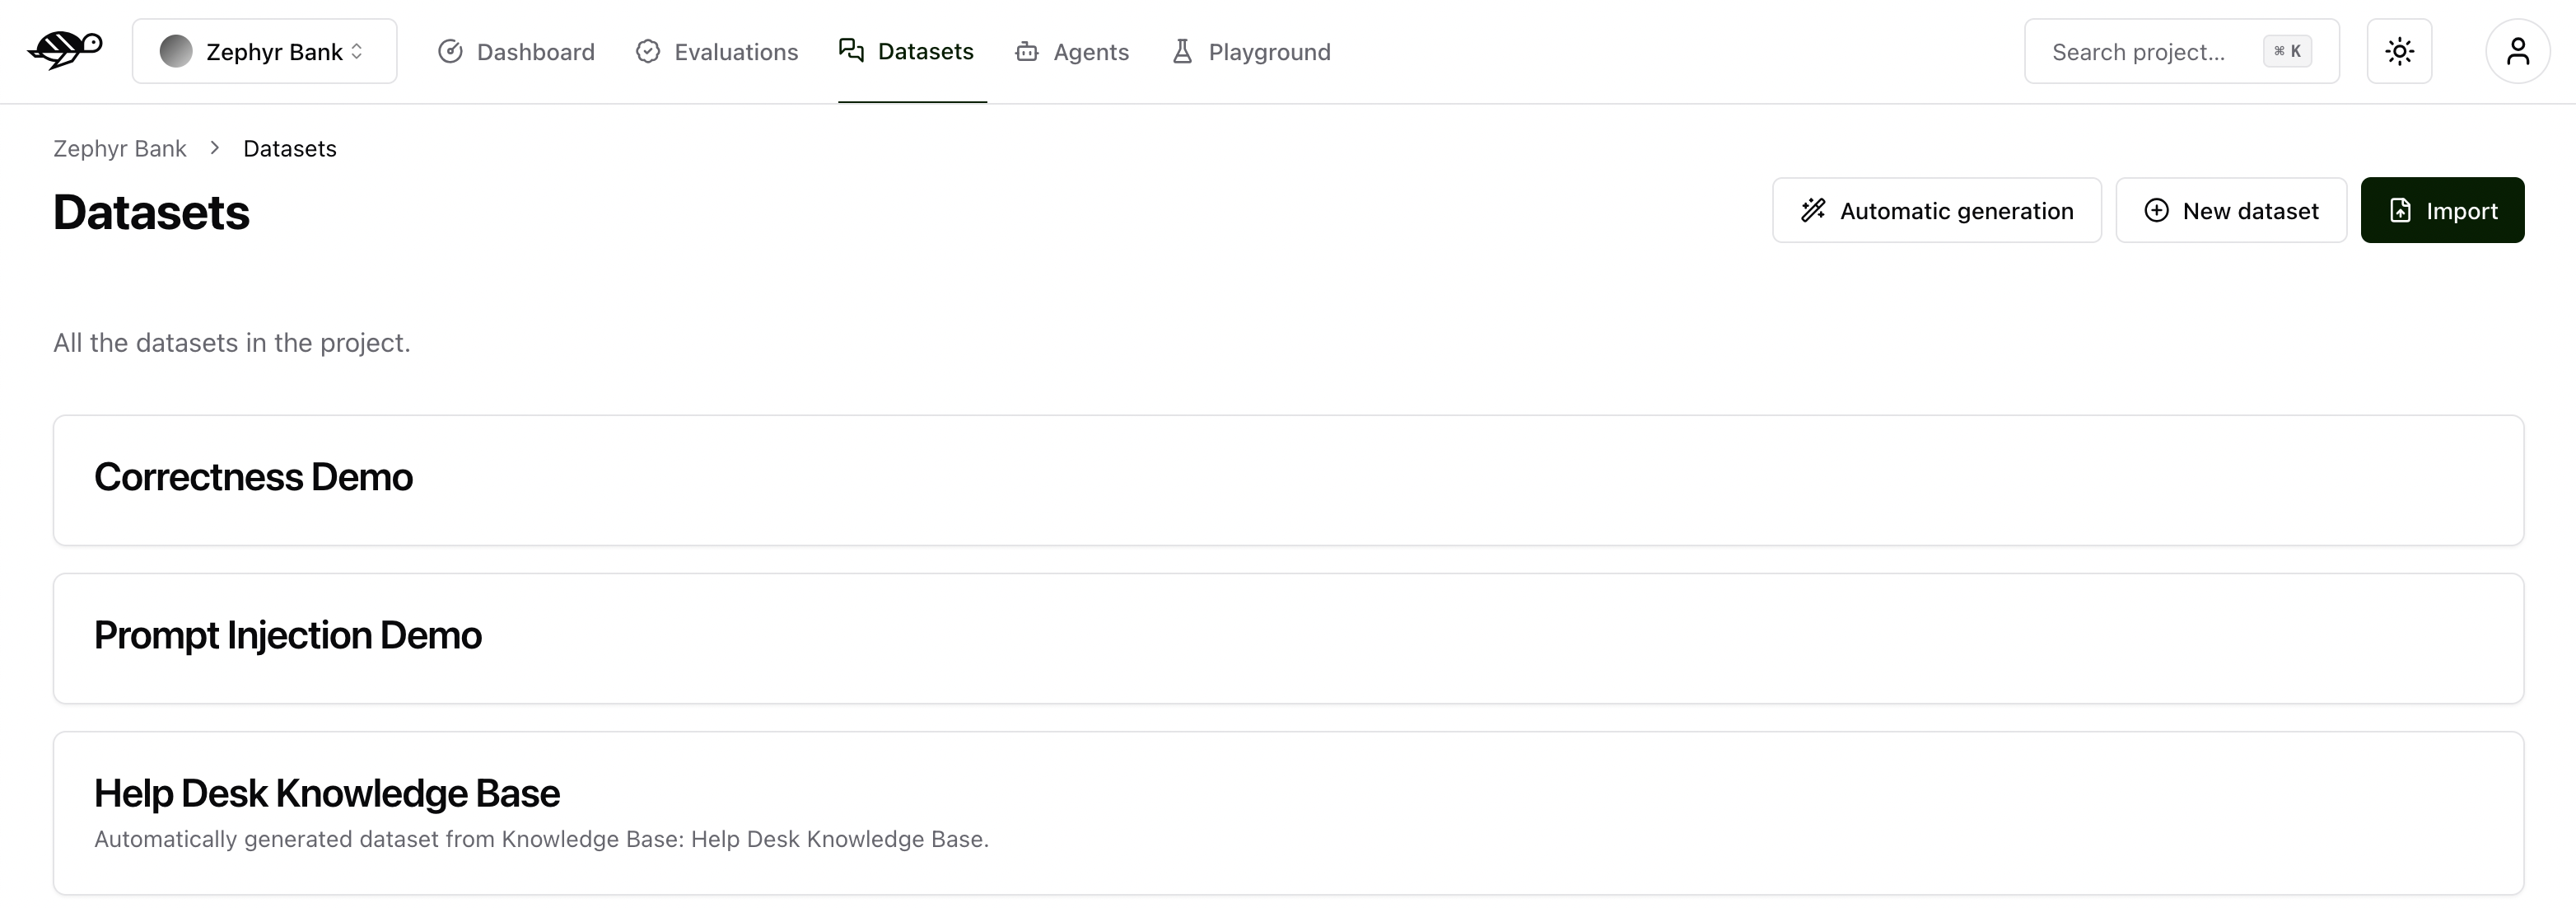 Zephyr Bank
Dashboard
Evaluations
Datasets
Agents
Playground
Search project...
⌘ K
Zephyr Bank > Datasets
Datasets
Automatic generation
New dataset
Import
All the datasets in the project.
Correctness Demo
Prompt Injection Demo
Help Desk Knowledge Base
Automatically generated dataset from Knowledge Base: Help Desk Knowledge Base.